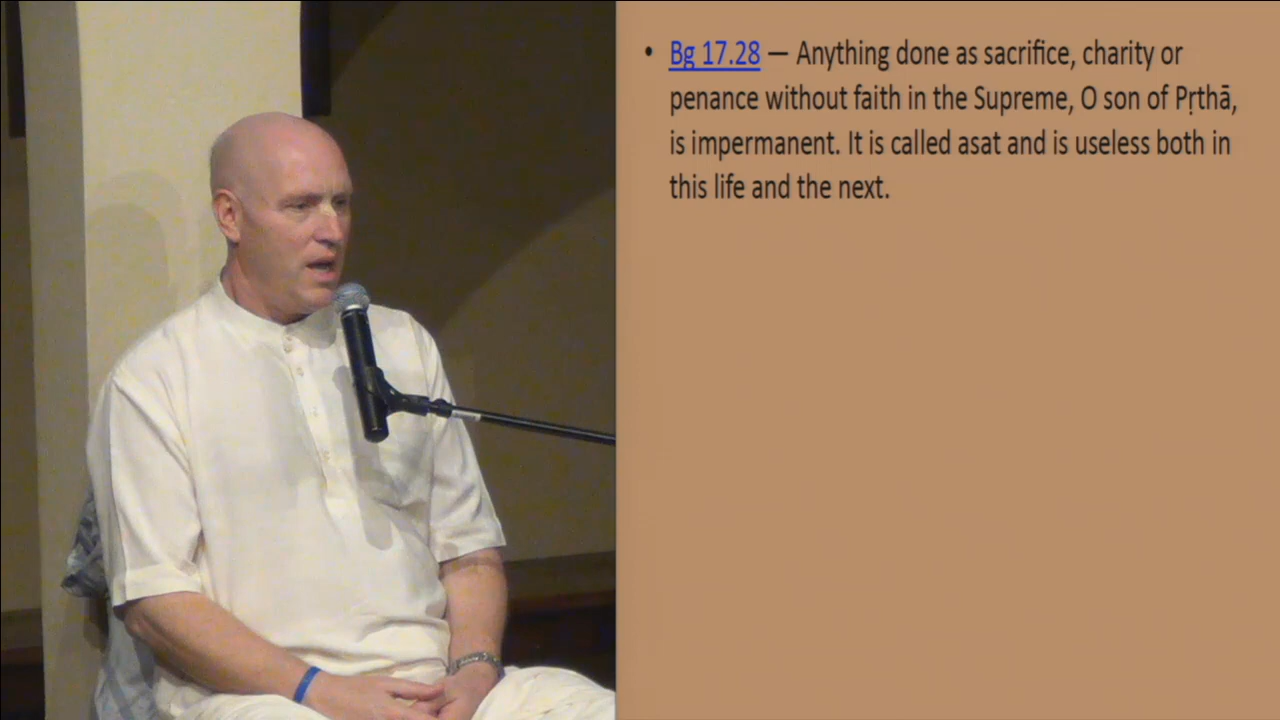 • Bg 17.28 — Anything done as sacrifice, charity or
penance without faith in the Supreme, O son of Pṛthā,
is impermanent. It is called asat and is useless both in
this life and the next.